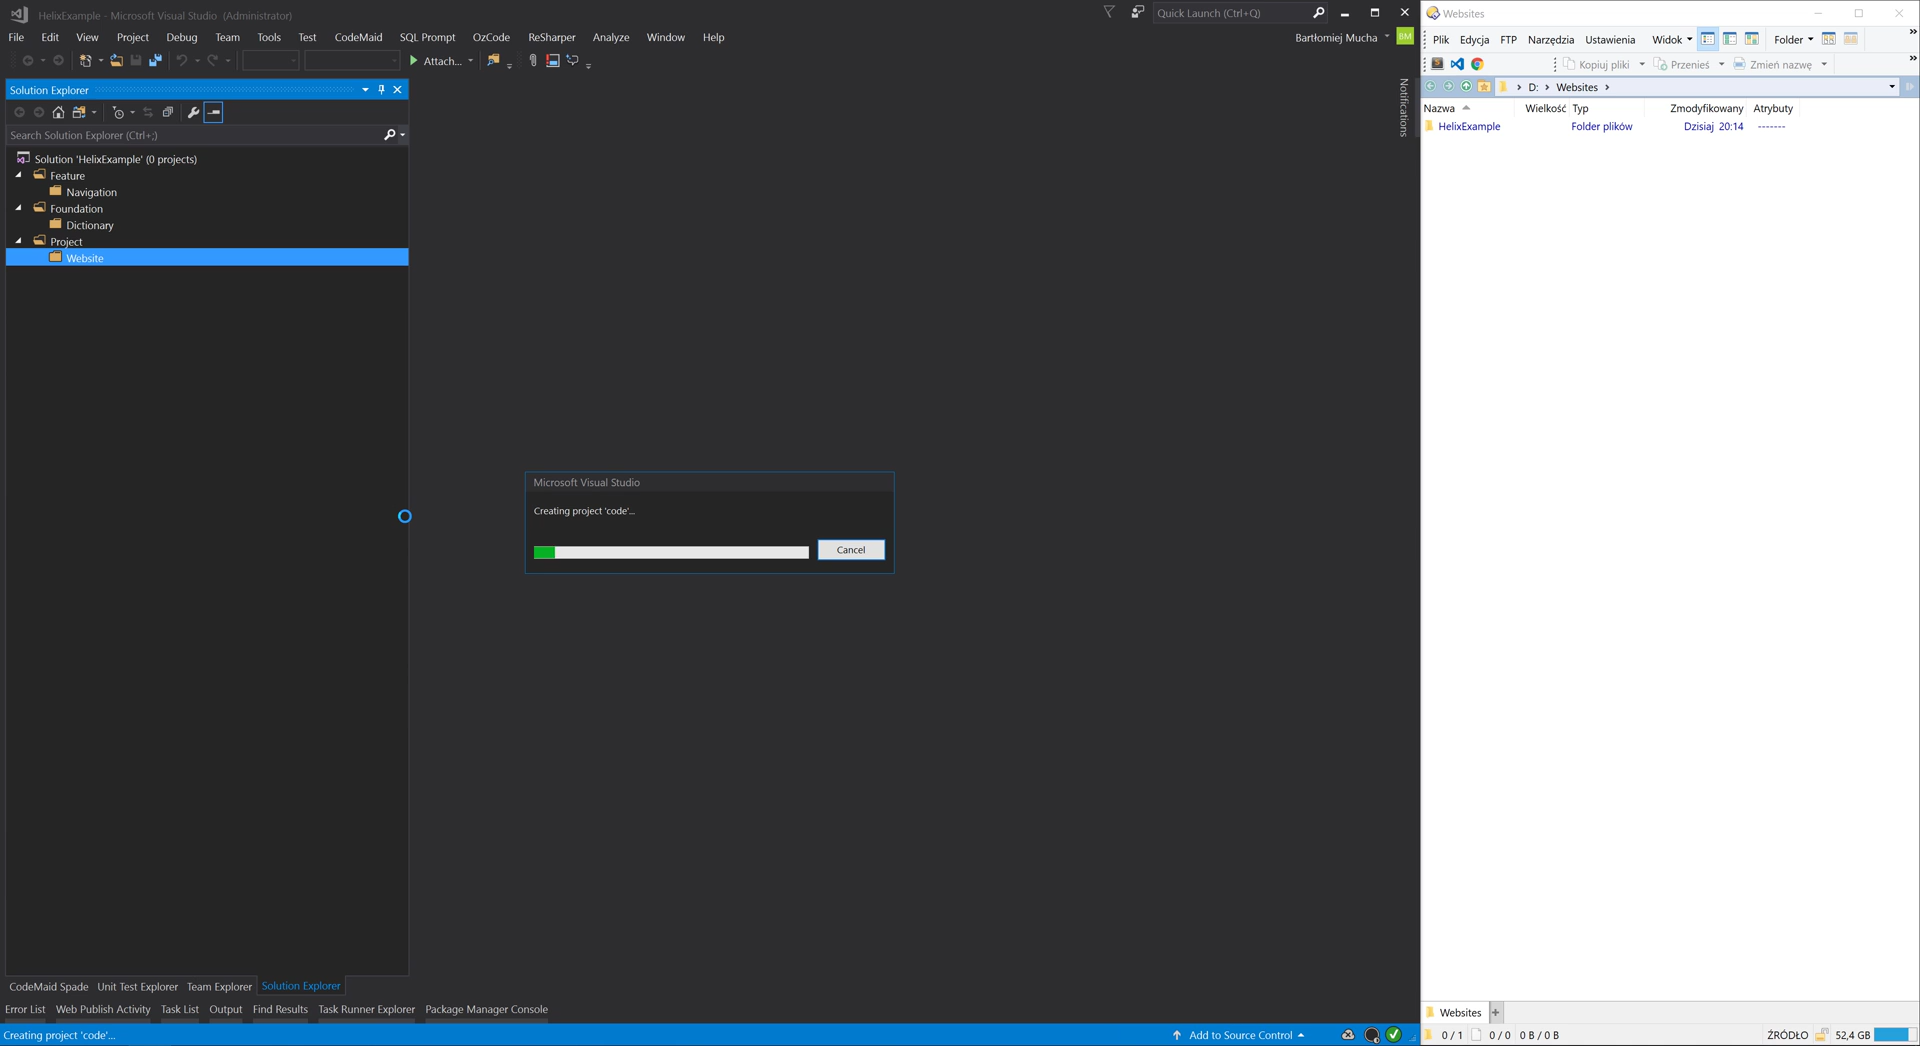 HelixExample - Microsoft Visual Studio (Administrator)
Quick Launch (Ctrl+Q)
File Edit View Project Debug Team Tools Test CodeMaid SQL Prompt OzCode ReSharper Analyze Window Help
Bartłomiej Mucha BM
Attach...
Solution Explorer
Search Solution Explorer (Ctrl+;)
Solution 'HelixExample' (0 projects)
Feature
Navigation
Foundation
Dictionary
Project
Website
Notifications
Microsoft Visual Studio
Creating project 'code'...
Cancel
CodeMaid Spade Unit Test Explorer Team Explorer Solution Explorer
Error List Web Publish Activity Task List Output Find Results Task Runner Explorer Package Manager Console
Creating project 'code'...
Add to Source Control
Websites
Plik Edycja FTP Narzędzia Ustawienia Widok Folder
Kopiuj pliki Przenieś Zmień nazwę
D: Websites
Nazwa Wielkość Typ Zmodyfikowany Atrybuty
HelixExample Folder plików Dzisiaj 20:14 -------
Websites
0 / 1 0 / 0 0 B / 0 B ŹRÓDŁO 52,4 GB